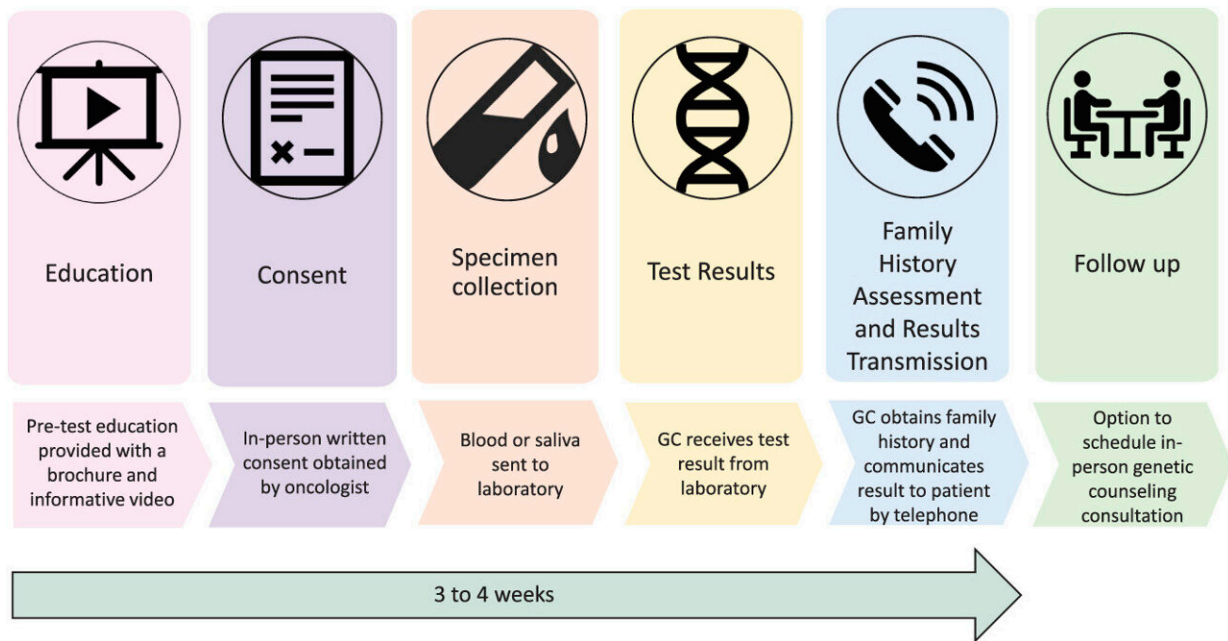 Education
Consent
Specimen
collection
Test Results
Family
History
Assessment
and Results
Transmission
Follow up
Pre-test education
provided with a
brochure and
informative video
In-person written
consent obtained
by oncologist
Blood or saliva
sent to
laboratory
GC receives test
result from
laboratory
GC obtains family
history and
communicates
result to patient
by telephone
Option to
schedule in-
person genetic
counseling
consultation
3 to 4 weeks